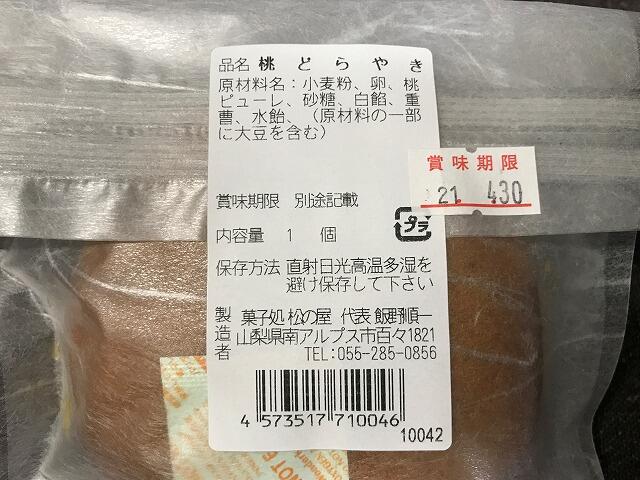 品名 桃どらやき
原材料名：小麦粉、卵、桃
ピューレ、砂糖、白餡、重
曹、水飴、（原材料の一部
に大豆を含む）
賞味期限
21. 430
賞味期限 別途記載
内容量 1 個
プラ
保存方法 直射日光高温多湿を
避け保存して下さい
製造者 菓子処 松の屋 代表 飯野順一
山梨県南アルプス市百々1821
TEL：055-285-0856
4 573517 710046
10042